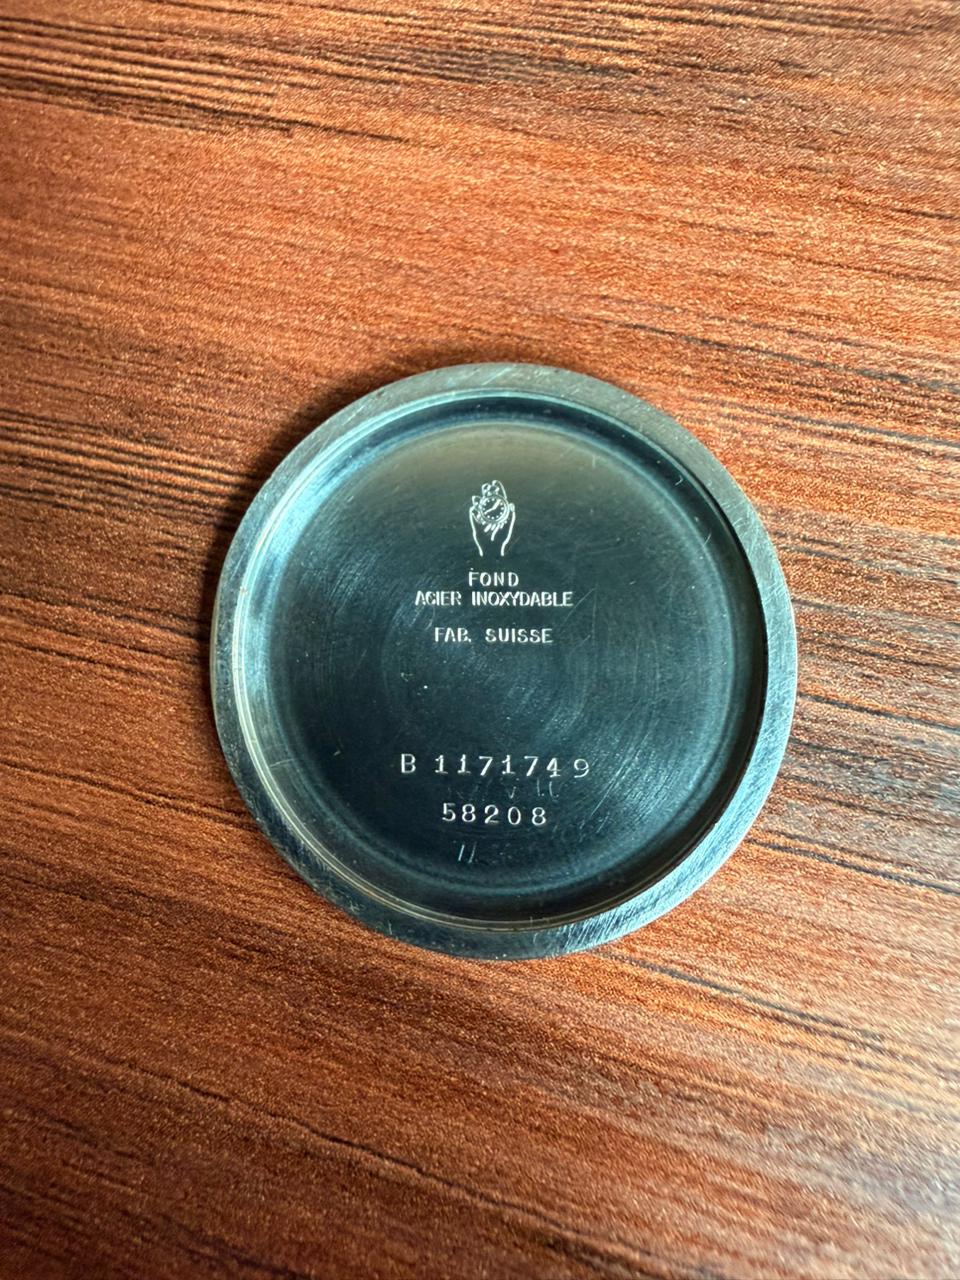 FOND
ACIER INOXYDABLE
FAB. SUISSE
B 1171749
58208